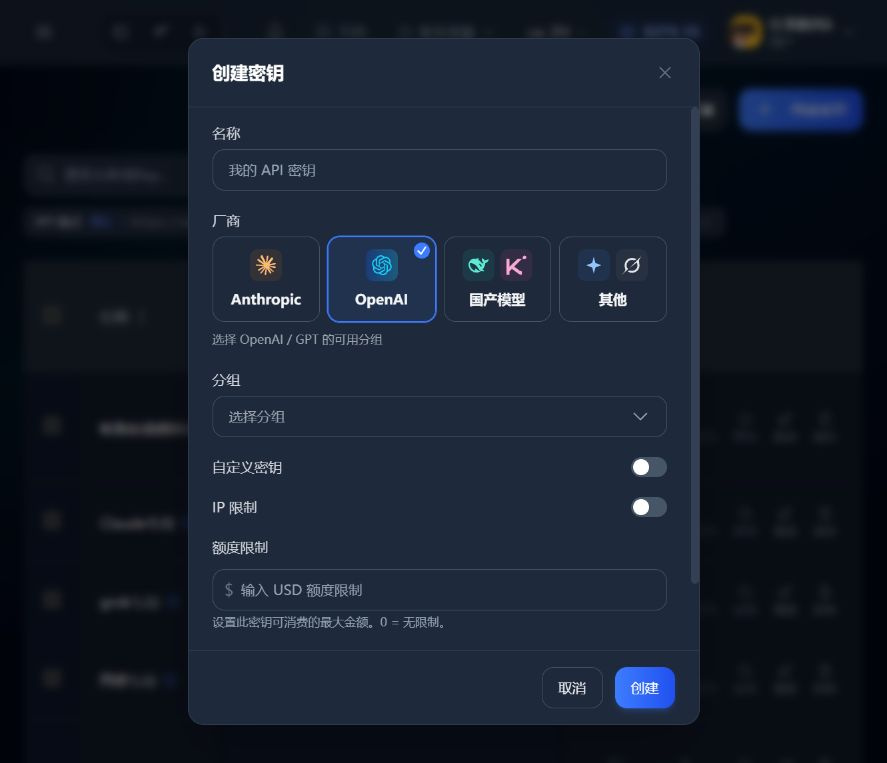 创建密钥
名称
我的 API 密钥
厂商
Anthropic
OpenAI
国产模型
其他
选择 OpenAI / GPT 的可用分组
分组
选择分组
自定义密钥
IP 限制
额度限制
$ 输入 USD 额度限制
设置此密钥可消费的最大金额。0 = 无限制。
取消
创建